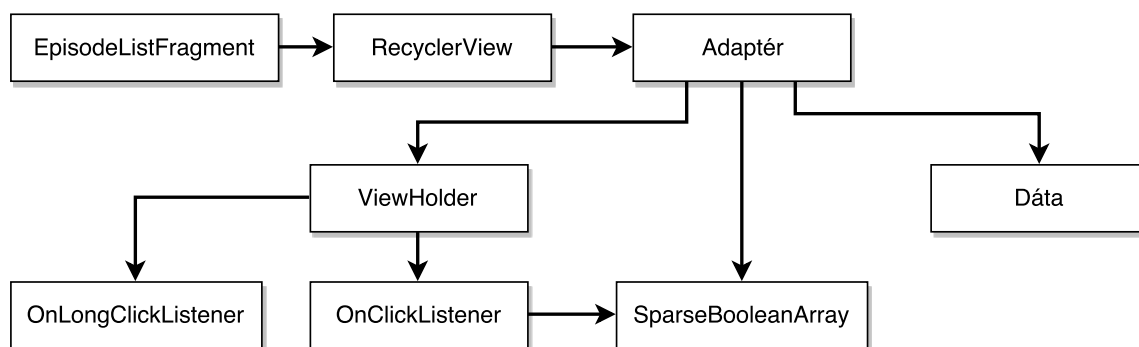 EpisodeListFragment
RecyclerView
Adaptér
ViewHolder
Dáta
OnLongClickListener
OnClickListener
SparseBooleanArray